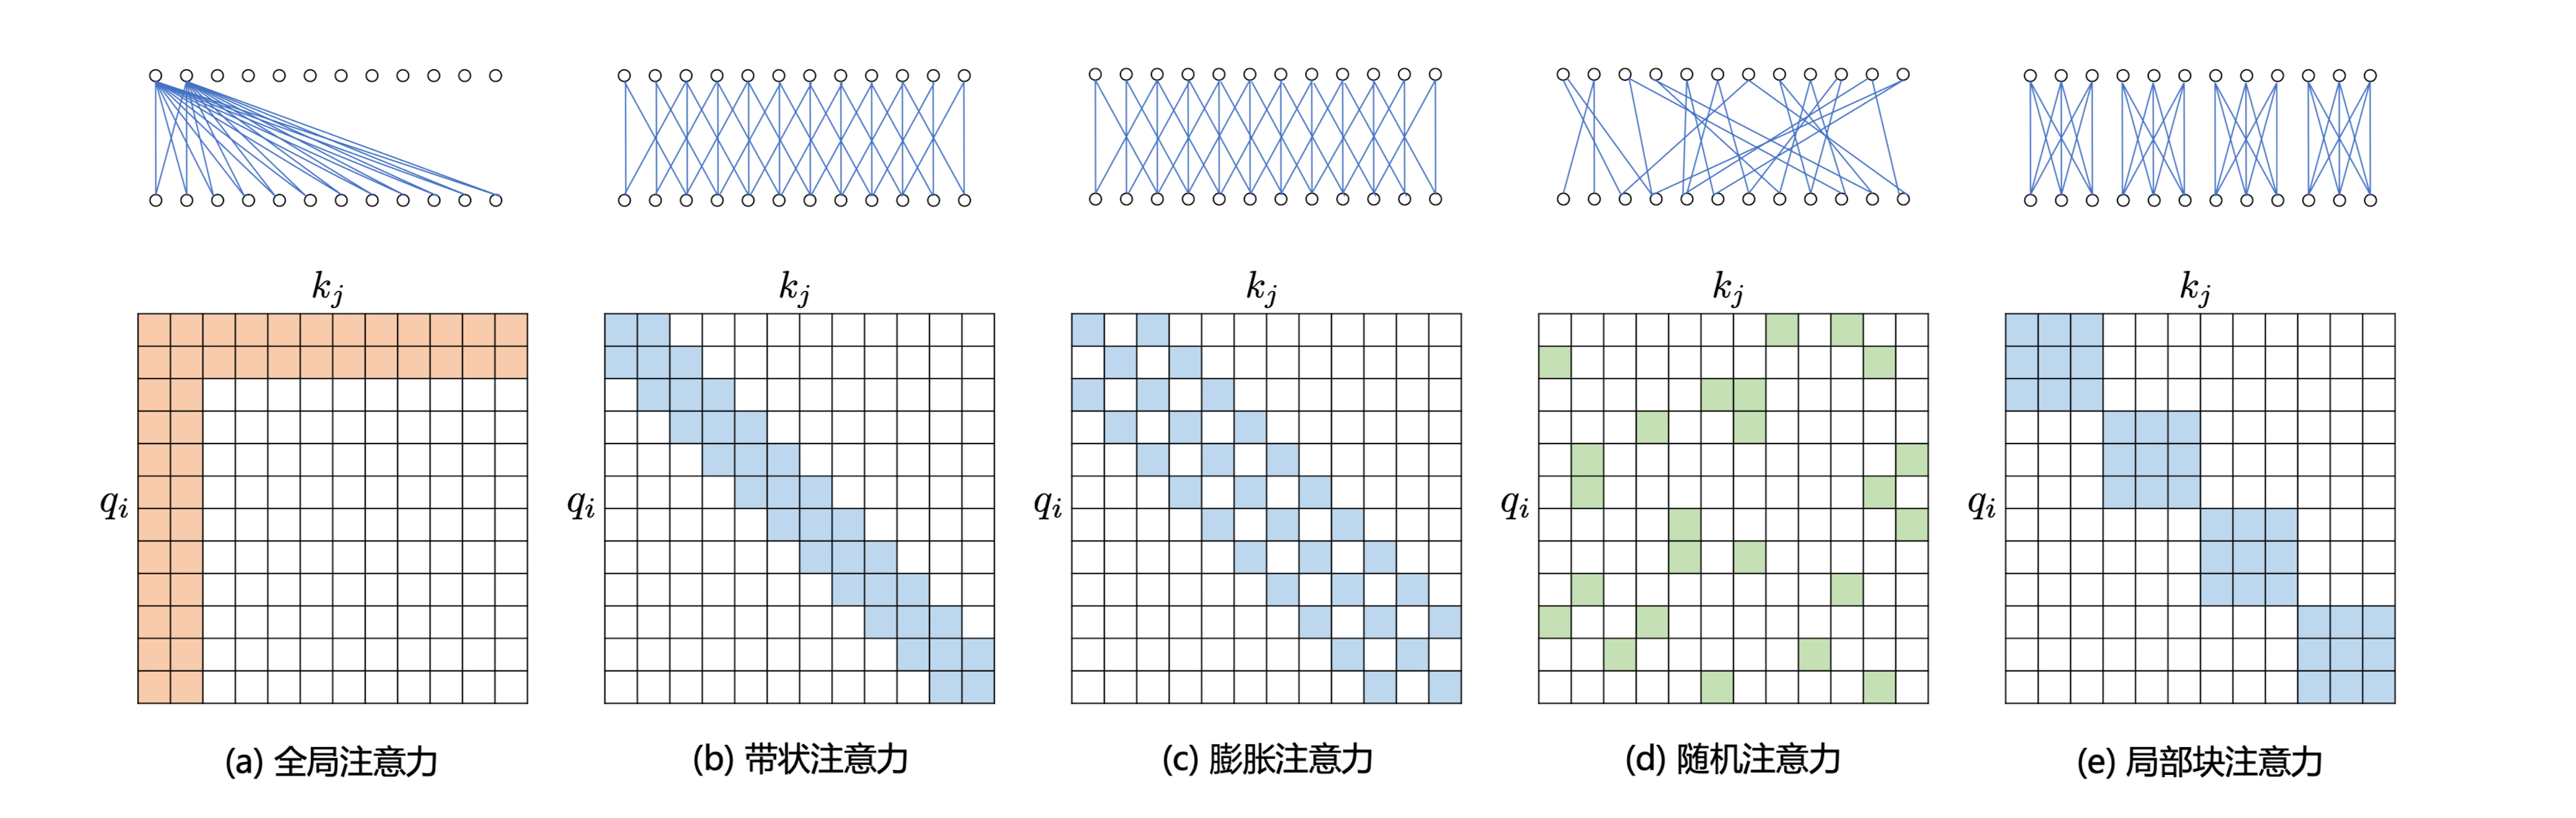 k_j k_j k_j k_j k_j
q_i q_i q_i q_i q_i
(a) 全局注意力
(b) 带状注意力
(c) 膨胀注意力
(d) 随机注意力
(e) 局部块注意力